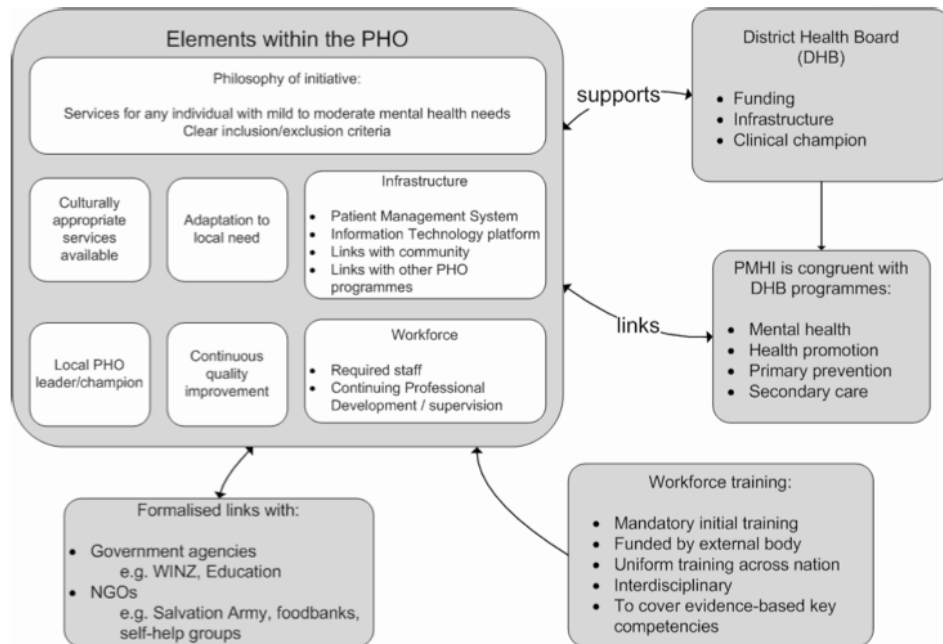 Elements within the PHO
Philosophy of initiative:
Services for any individual with mild to moderate mental health needs
Clear inclusion/exclusion criteria
Culturally
appropriate
services
available
Adaptation to
local need
Infrastructure
• Patient Management System
• Information Technology platform
• Links with community
• Links with other PHO
programmes
Local PHO
leader/champion
Continuous
quality
improvement
Workforce
• Required staff
• Continuing Professional
Development / supervision
supports
District Health Board
(DHB)
• Funding
• Infrastructure
• Clinical champion
links
PMHI is congruent with
DHB programmes:
• Mental health
• Health promotion
• Primary prevention
• Secondary care
Formalised links with:
• Government agencies
e.g. WINZ, Education
• NGOs
e.g. Salvation Army, foodbanks,
self-help groups
Workforce training:
• Mandatory initial training
• Funded by external body
• Uniform training across nation
• Interdisciplinary
• To cover evidence-based key
competencies